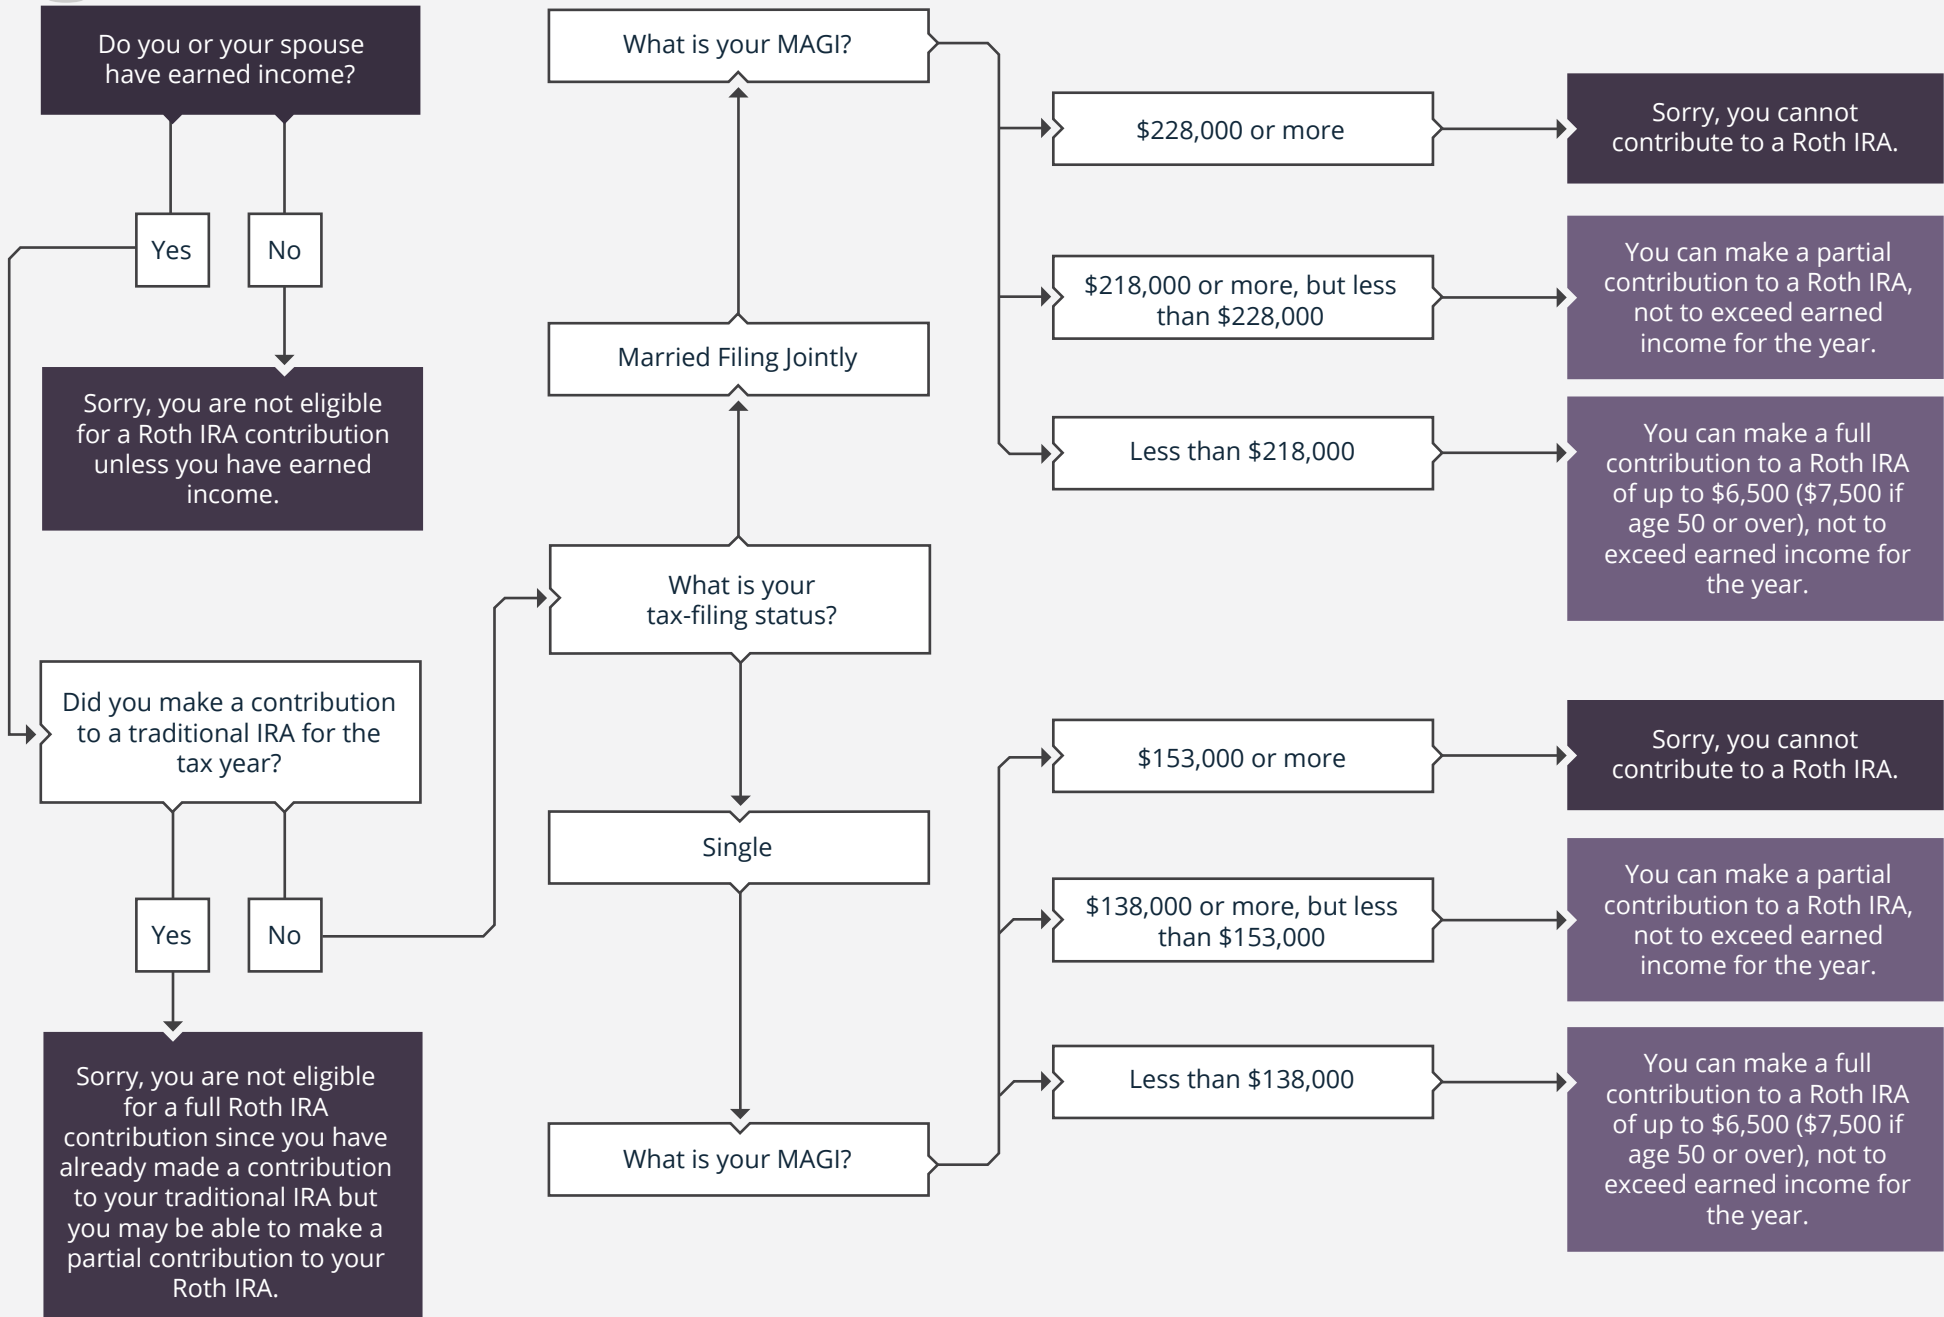 Do you or your spouse
have earned income?
Yes
No
Sorry, you are not eligible
for a Roth IRA contribution
unless you have earned
income.
Did you make a contribution
to a traditional IRA for the
tax year?
Yes
No
Sorry, you are not eligible
for a full Roth IRA
contribution since you have
already made a contribution
to your traditional IRA but
you may be able to make a
partial contribution to your
Roth IRA.
What is your MAGI?
Married Filing Jointly
What is your
tax-filing status?
Single
What is your MAGI?
$228,000 or more
$218,000 or more, but less
than $228,000
Less than $218,000
$153,000 or more
$138,000 or more, but less
than $153,000
Less than $138,000
Sorry, you cannot
contribute to a Roth IRA.
You can make a partial
contribution to a Roth IRA,
not to exceed earned
income for the year.
You can make a full
contribution to a Roth IRA
of up to $6,500 ($7,500 if
age 50 or over), not to
exceed earned income for
the year.
Sorry, you cannot
contribute to a Roth IRA.
You can make a partial
contribution to a Roth IRA,
not to exceed earned
income for the year.
You can make a full
contribution to a Roth IRA
of up to $6,500 ($7,500 if
age 50 or over), not to
exceed earned income for
the year.